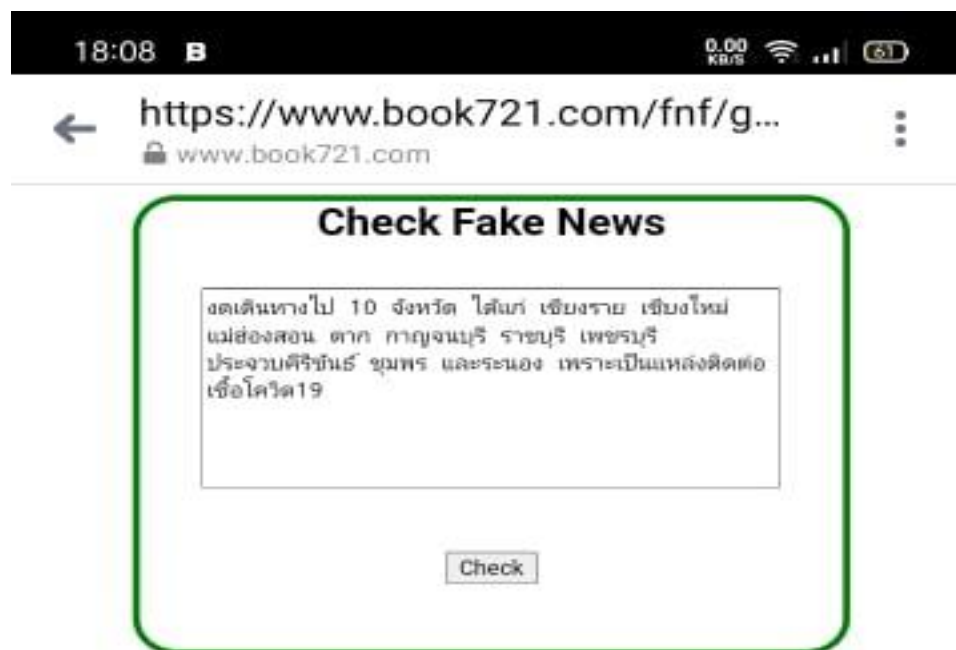 18:08 B 0.00 KB/S 61
https://www.book721.com/fnf/g...
www.book721.com
Check Fake News
งดเดินทางไป 10 จังหวัด ได้แก่ เชียงราย เชียงใหม่
แม่ฮ่องสอน ตาก กาญจนบุรี ราชบุรี เพชรบุรี
ประจวบคีรีขันธ์ ชุมพร และระนอง เพราะเป็นแหล่งติดต่อ
เชื้อโควิด19
Check